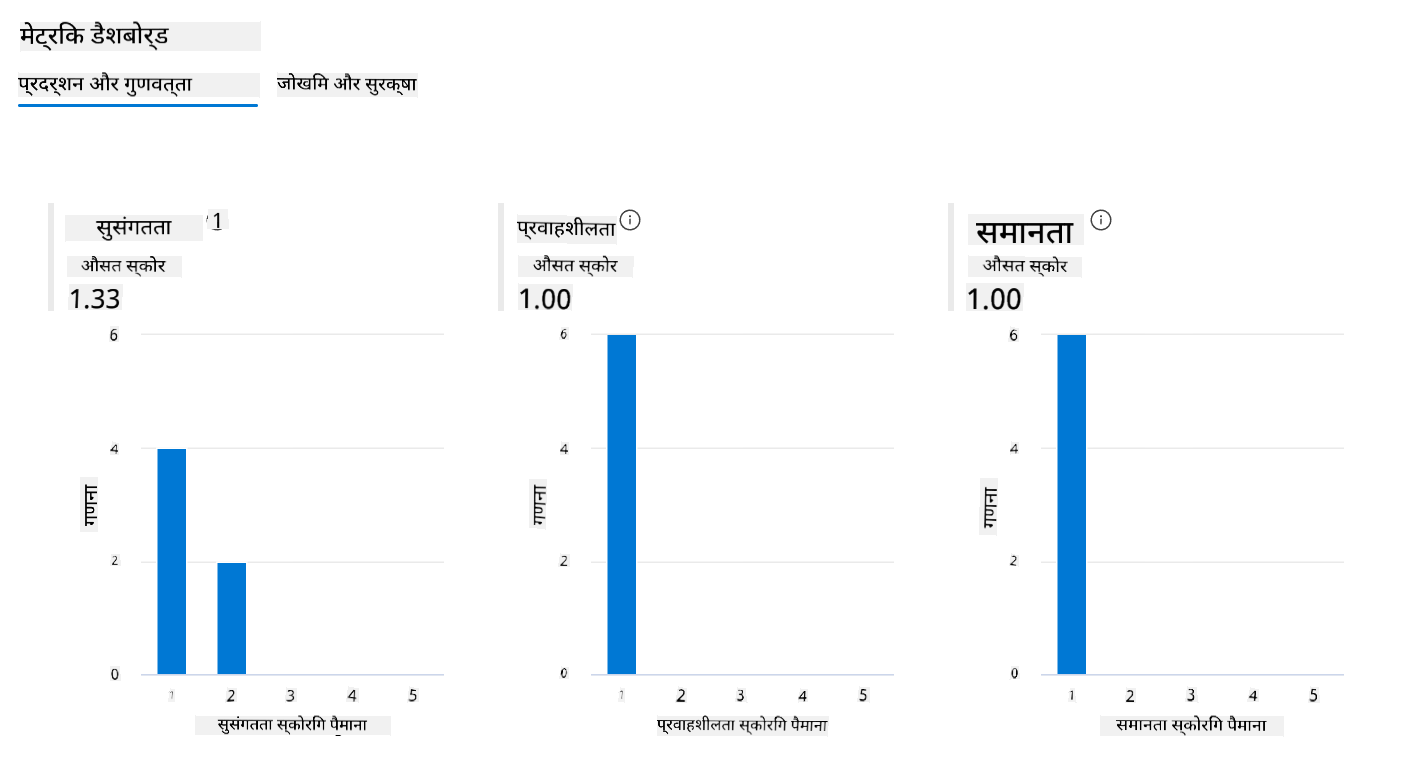 मेट्रिक डैशबोर्ड
प्रदर्शन और गुणवत्ता
जोखिम और सुरक्षा
सुसंगतता 1
औसत स्कोर
1.33
6
4
2
0
गणना
1 2 3 4 5
सुसंगतता स्कोरिंग पैमाना
प्रवाहशीलता
औसत स्कोर
1.00
6
4
2
0
गणना
1 2 3 4 5
प्रवाहशीलता स्कोरिंग पैमाना
समानता
औसत स्कोर
1.00
6
4
2
0
गणना
1 2 3 4 5
समानता स्कोरिंग पैमाना